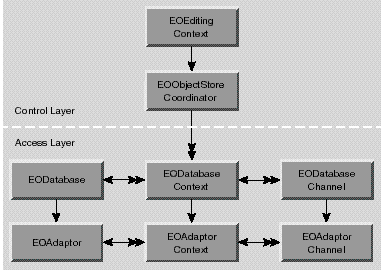 EOEditing
Context
EOObjectStore
Coordinator
Control Layer
Access Layer
EODatabase
EODatabase
Context
EODatabase
Channel
EOAdaptor
EOAdaptor
Context
EOAdaptor
Channel